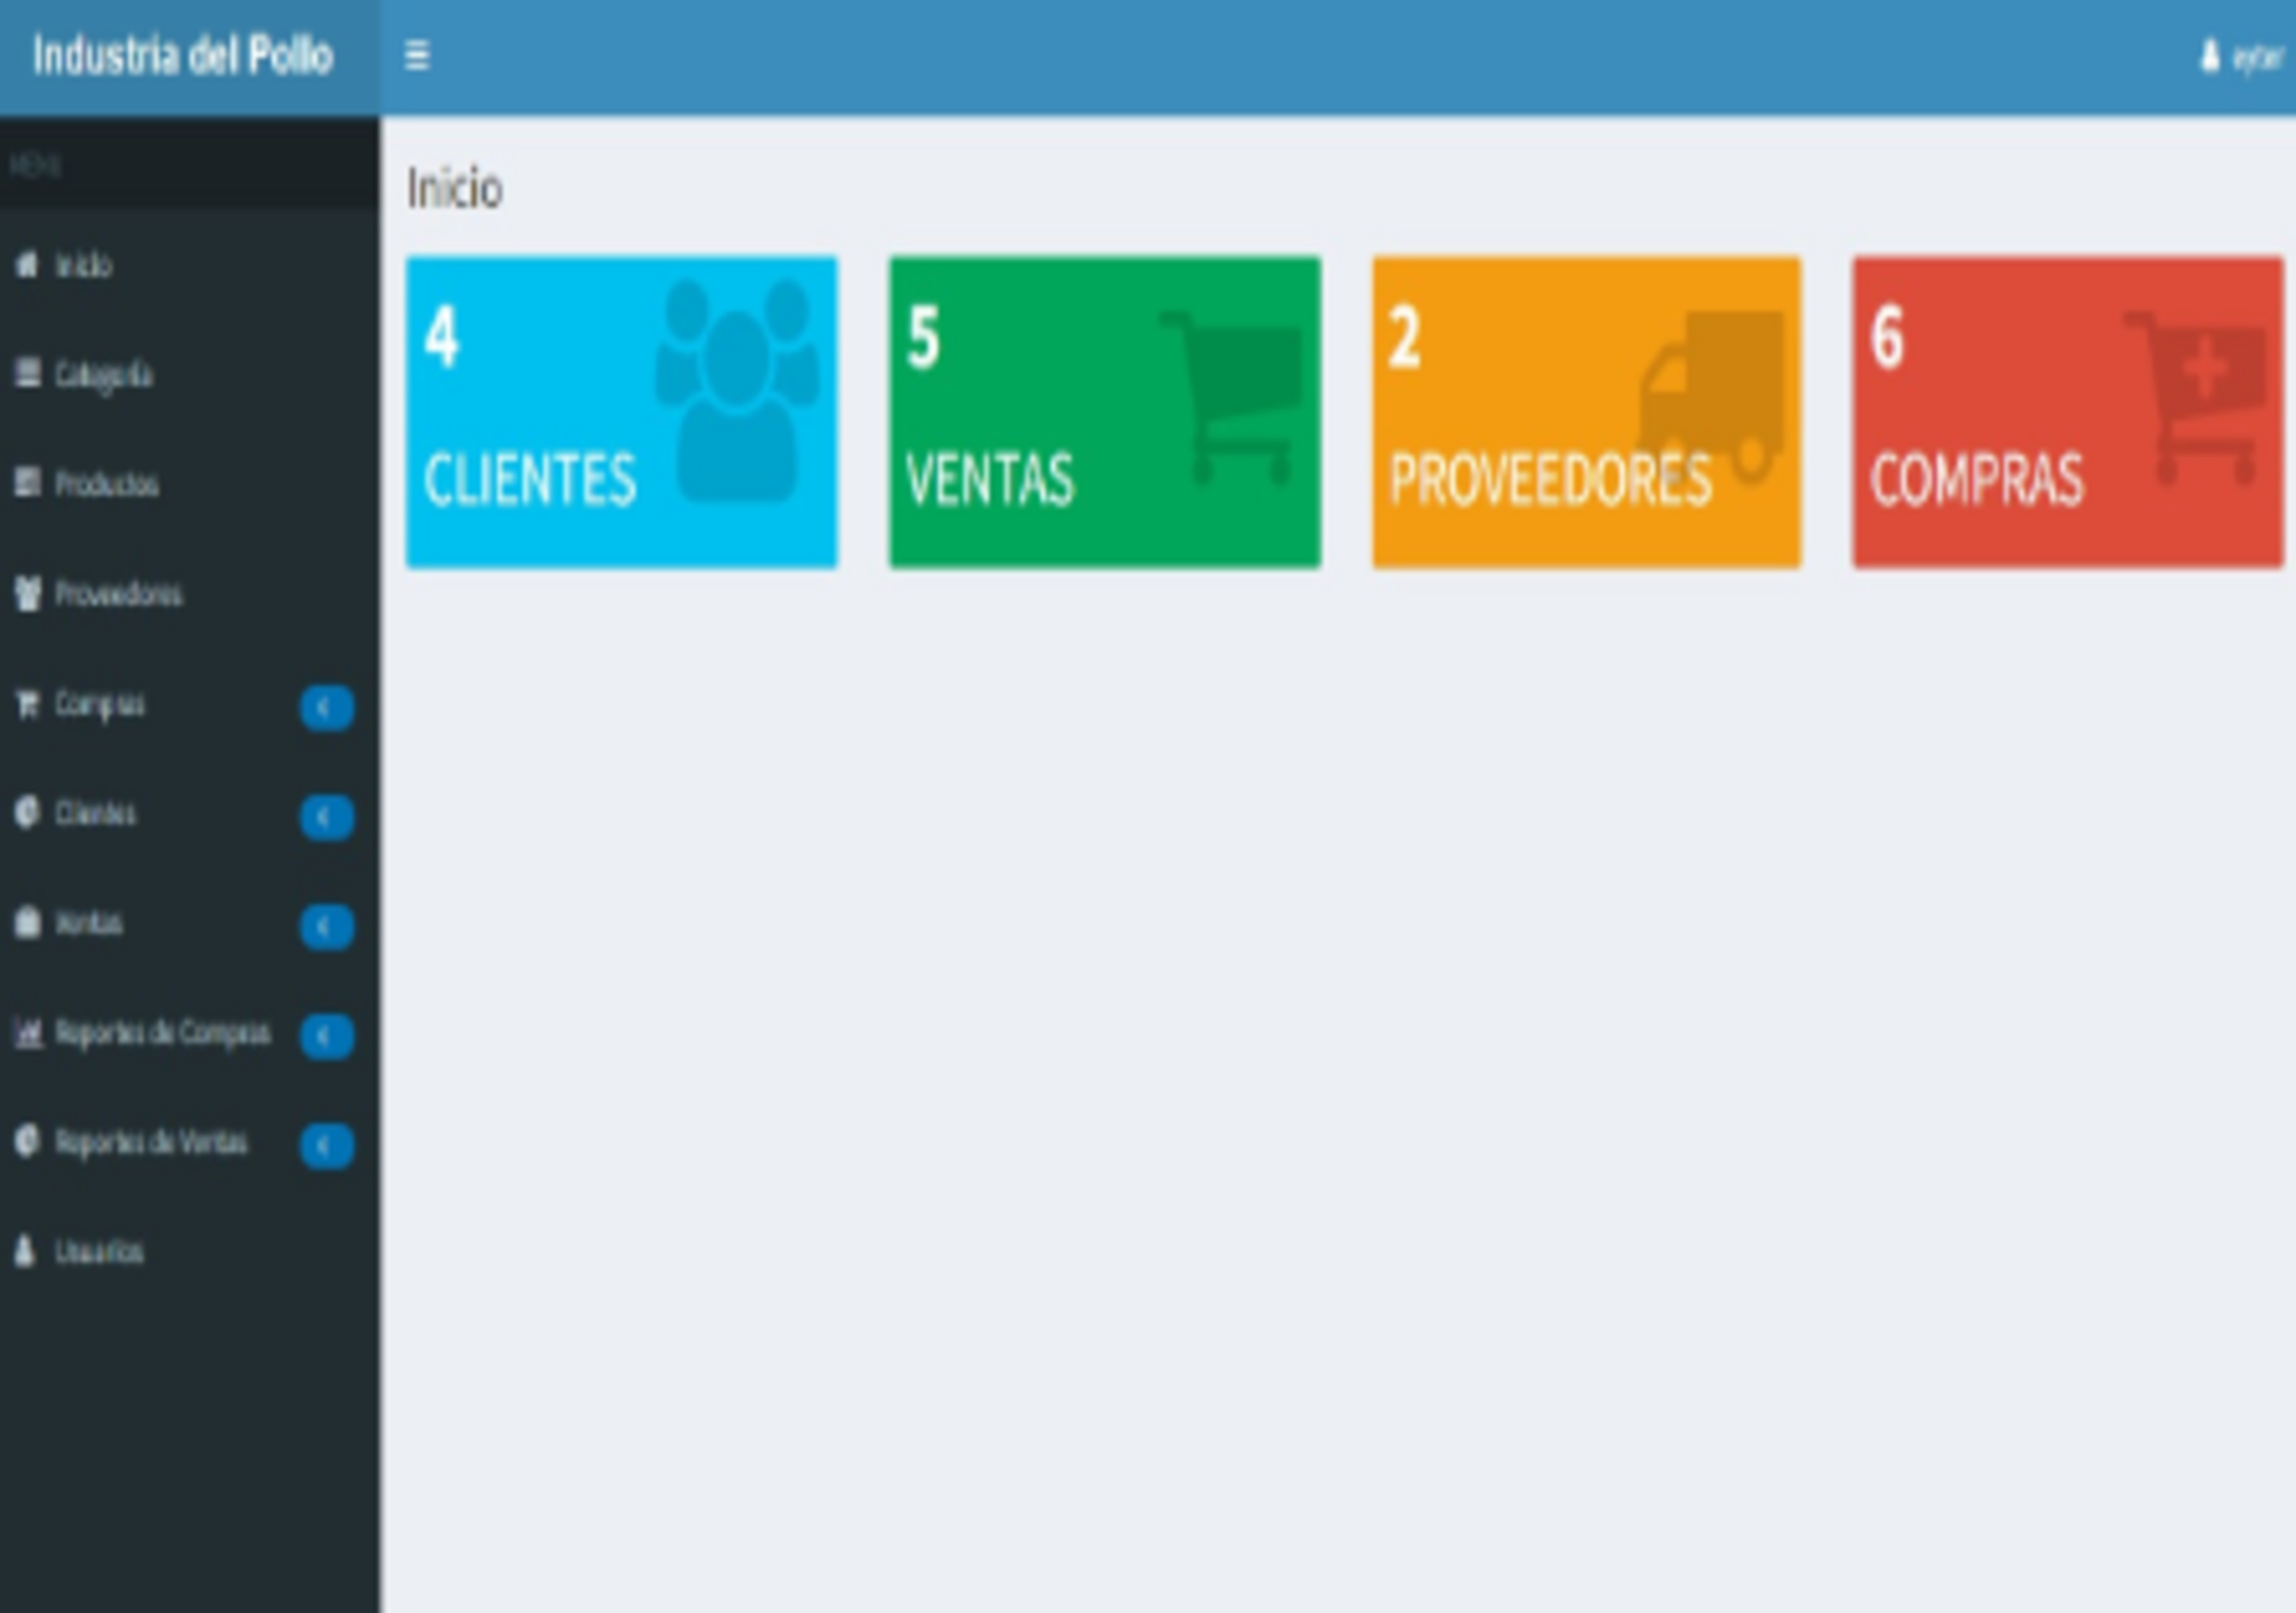 Industria del Pollo
MENU
Inicio
Categoría
Productos
Proveedores
Compras
Clientes
Ventas
Reportes de Compras
Reportes de Ventas
Usuarios
Inicio
4
CLIENTES
5
VENTAS
2
PROVEEDORES
6
COMPRAS